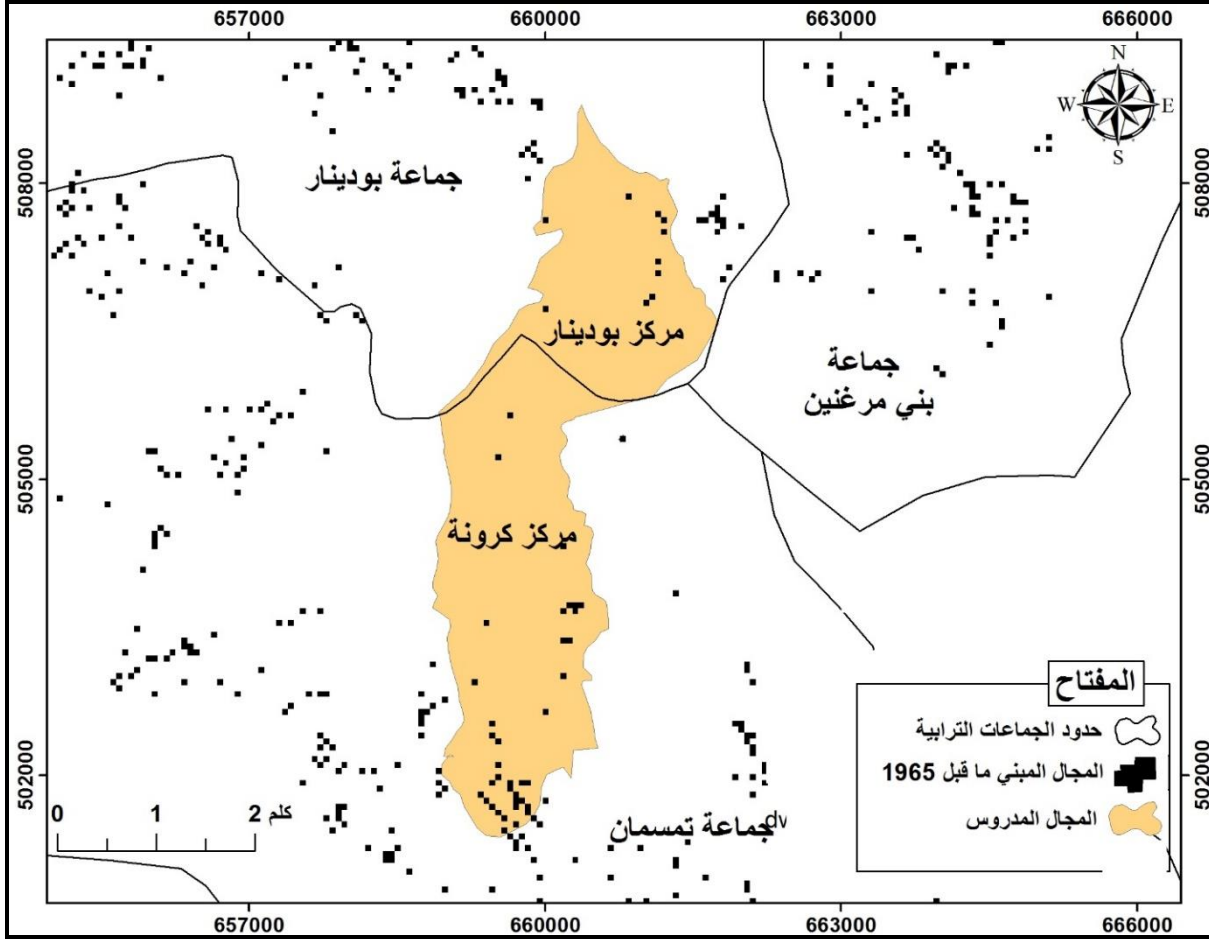 657000 660000 663000 666000
N
W E
S
508000 508000
جماعة بودينار
مركز بودينار
جماعة
بني مرغنين
505000 505000
مركز كرونة
المفتاح
حدود الجماعات الترابية
المجال المبني ما قبل 1965
المجال المدروس
502000 502000
0 1 2 كلم
جماعة تمسمان dv
657000 660000 663000 666000